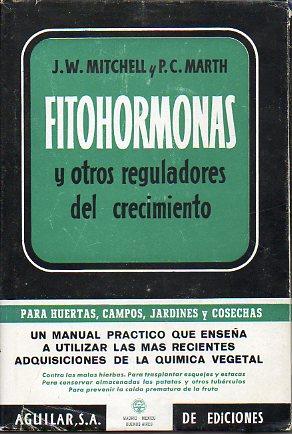 J. W. MITCHELL y P. C. MARTH
FITOHORMONAS
y otros reguladores
del crecimiento
PARA HUERTAS, CAMPOS, JARDINES y COSECHAS
UN MANUAL PRACTICO QUE ENSEÑA
A UTILIZAR LAS MAS RECIENTES
ADQUISICIONES DE LA QUIMICA VEGETAL
Contra las malas hierbas. Para trasplantar esquejes y estacas
Para conservar almacenadas las patatas y otros tubérculos
Para prevenir la caída prematura de la fruta
AGUILAR, S.A.
MADRID - MEXICO
BUENOS AIRES
DE EDICIONES